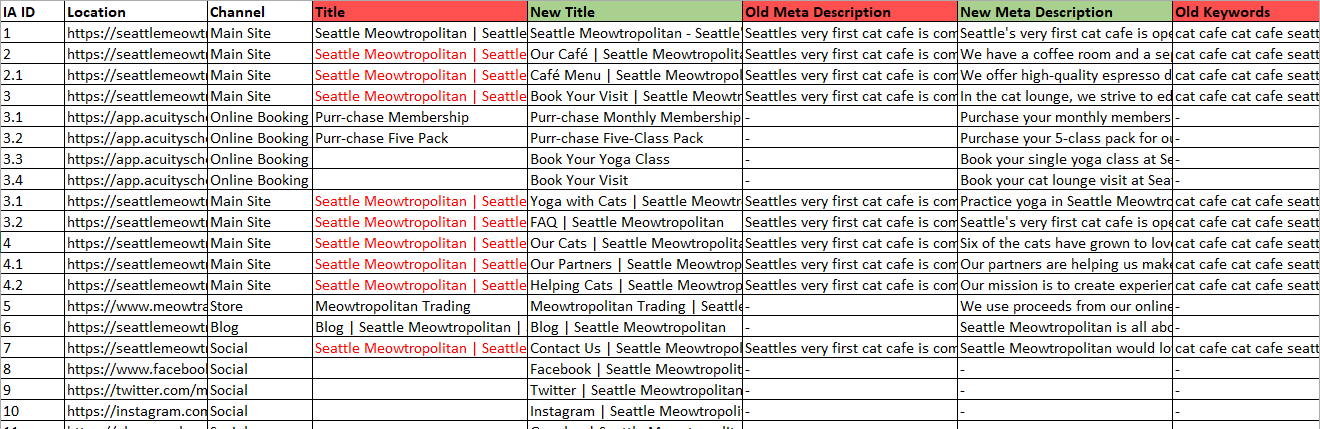 IA ID Location Channel Title New Title Old Meta Description New Meta Description Old Keywords
1 https://seattlemeowt Main Site Seattle Meowtropolitan | Seattle Seattle Meowtropolitan - Seattle' Seattles very first cat cafe is com Seattle's very first cat cafe is ope cat cafe cat cafe seatt
2 https://seattlemeowt Main Site Seattle Meowtropolitan | Seattle Our Café | Seattle Meowtropolita Seattles very first cat cafe is com We have a coffee room and a se cat cafe cat cafe seatt
2.1 https://seattlemeowt Main Site Seattle Meowtropolitan | Seattle Café Menu | Seattle Meowtropol Seattles very first cat cafe is com We offer high-quality espresso d cat cafe cat cafe seatt
3 https://seattlemeowt Main Site Seattle Meowtropolitan | Seattle Book Your Visit | Seattle Meowtr Seattles very first cat cafe is com In the cat lounge, we strive to ed cat cafe cat cafe seatt
3.1 https://app.acuitysch Online Booking Purr-chase Membership Purr-chase Monthly Membership - Purchase your monthly members -
3.2 https://app.acuitysch Online Booking Purr-chase Five Pack Purr-chase Five-Class Pack - Purchase your 5-class pack for ou -
3.3 https://app.acuitysch Online Booking Book Your Yoga Class - Book your single yoga class at Se -
3.4 https://app.acuitysch Online Booking Book Your Visit - Book your cat lounge visit at Sea -
3.1 https://seattlemeowt Main Site Seattle Meowtropolitan | Seattle Yoga with Cats | Seattle Meowtro Seattles very first cat cafe is com Practice yoga in Seattle Meowtro cat cafe cat cafe seatt
3.2 https://seattlemeowt Main Site Seattle Meowtropolitan | Seattle FAQ | Seattle Meowtropolitan Seattles very first cat cafe is com Seattle's very first cat cafe is ope cat cafe cat cafe seatt
4 https://seattlemeowt Main Site Seattle Meowtropolitan | Seattle Our Cats | Seattle Meowtropolita Seattles very first cat cafe is com Six of the cats have grown to lov cat cafe cat cafe seatt
4.1 https://seattlemeowt Main Site Seattle Meowtropolitan | Seattle Our Partners | Seattle Meowtrop Seattles very first cat cafe is com Our partners are helping us mak cat cafe cat cafe seatt
4.2 https://seattlemeowt Main Site Seattle Meowtropolitan | Seattle Helping Cats | Seattle Meowtrop Seattles very first cat cafe is com Our mission is to create experier cat cafe cat cafe seatt
5 https://www.meowtra Store Meowtropolitan Trading Meowtropolitan Trading | Seattle - We use proceeds from our online -
6 https://seattlemeowt Blog Blog | Seattle Meowtropolitan | Blog | Seattle Meowtropolitan - Seattle Meowtropolitan is all abo -
7 https://seattlemeowt Social Seattle Meowtropolitan | Seattle Contact Us | Seattle Meowtropol Seattles very first cat cafe is com Seattle Meowtropolitan would lo cat cafe cat cafe seatt
8 https://www.facebool Social Facebook | Seattle Meowtropolit - - -
9 https://twitter.com/m Social Twitter | Seattle Meowtropolitan - - -
10 https://instagram.con Social Instagram | Seattle Meowtropoli - - -